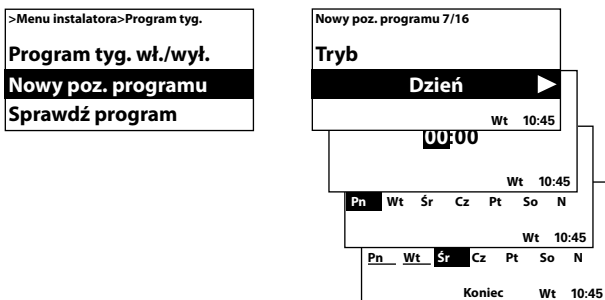 >Menu instalatora>Program tyg.
Program tyg. wł./wył.
Nowy poz. programu
Sprawdź program
Nowy poz. programu 7/16
Tryb
Dzień
Wt 10:45
00:00
Wt 10:45
Pn Wt Śr Cz Pt So N
Wt 10:45
Pn Wt Śr Cz Pt So N
Koniec Wt 10:45